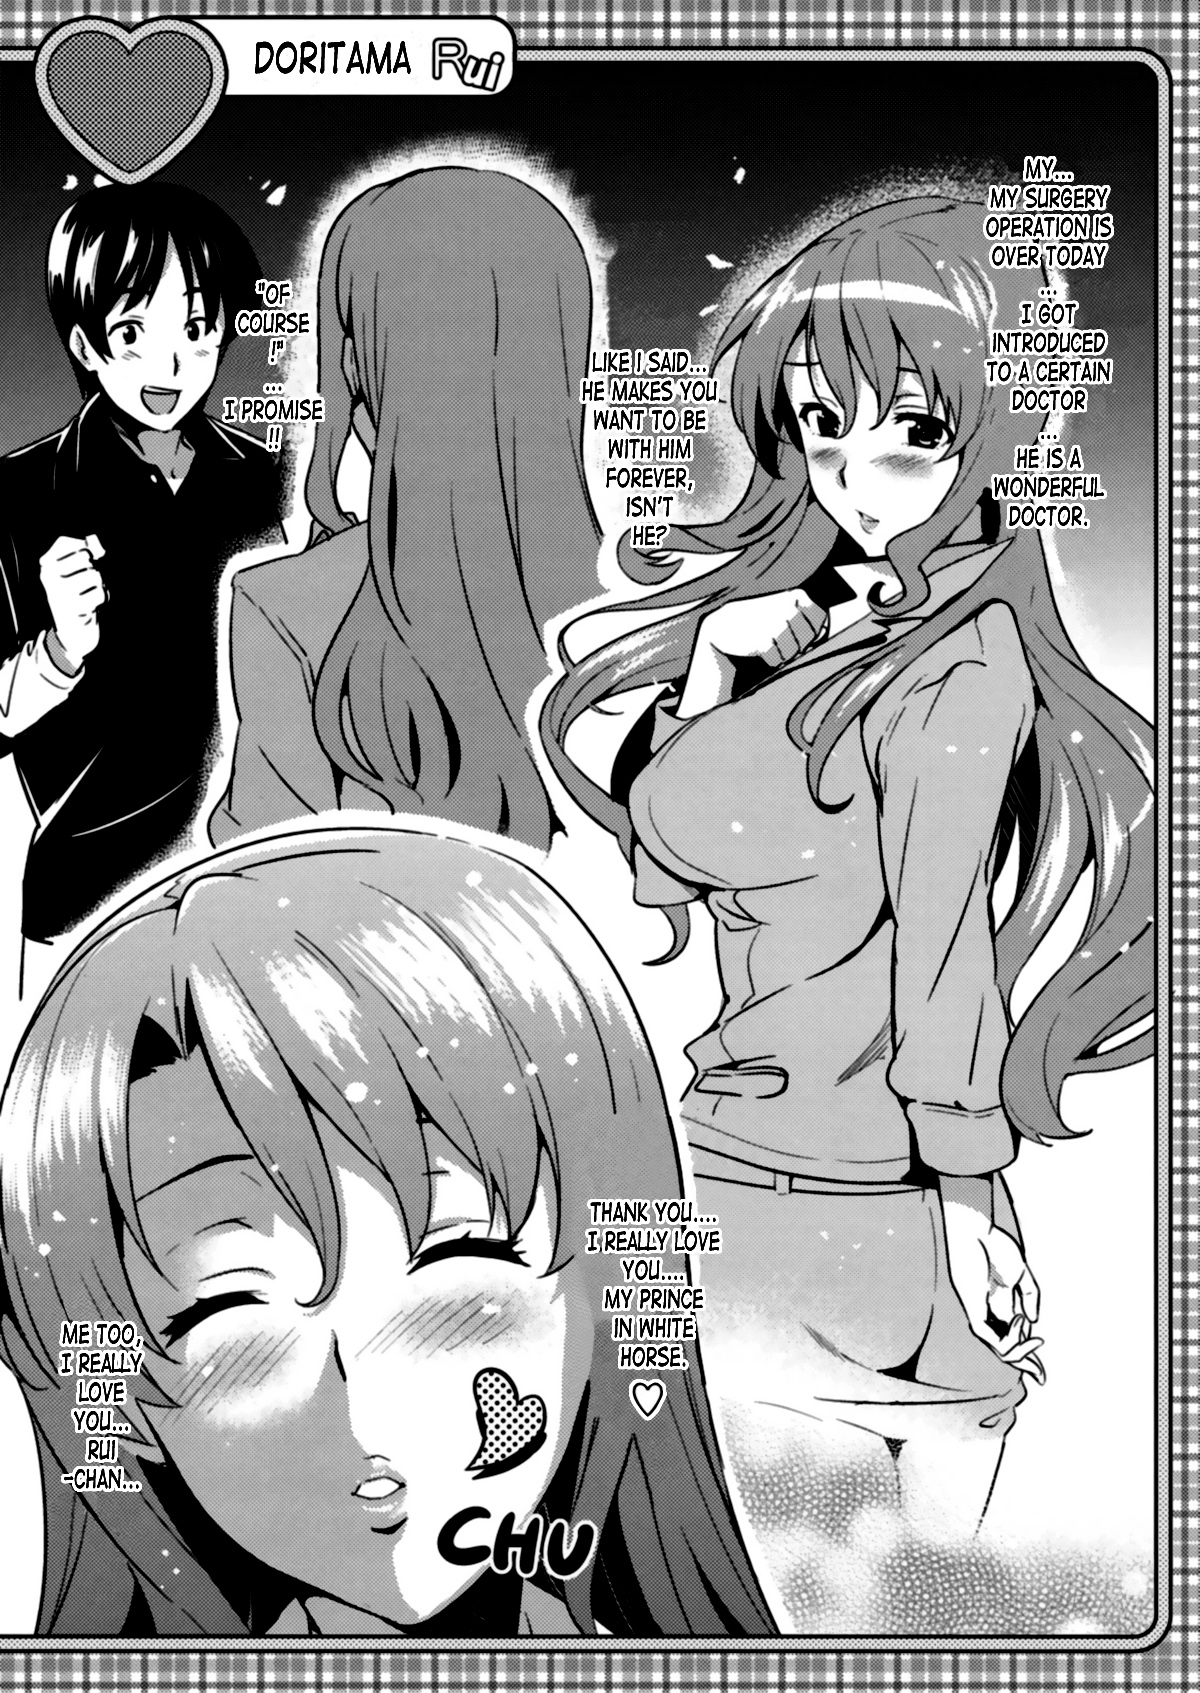 DORITAMA Rui
MY...
MY SURGERY
OPERATION IS
OVER TODAY
...
I GOT
INTRODUCED
TO A CERTAIN
DOCTOR
...
HE IS A
WONDERFUL
DOCTOR.
LIKE I SAID...
HE MAKES YOU
WANT TO BE
WITH HIM
FOREVER,
ISN'T
HE?
"OF
COURSE
!"
...
I PROMISE
!!
THANK YOU....
I REALLY LOVE
YOU....
MY PRINCE
IN WHITE
HORSE.
♡
ME TOO,
I REALLY
LOVE
YOU...
RUI
-CHAN...
CHU